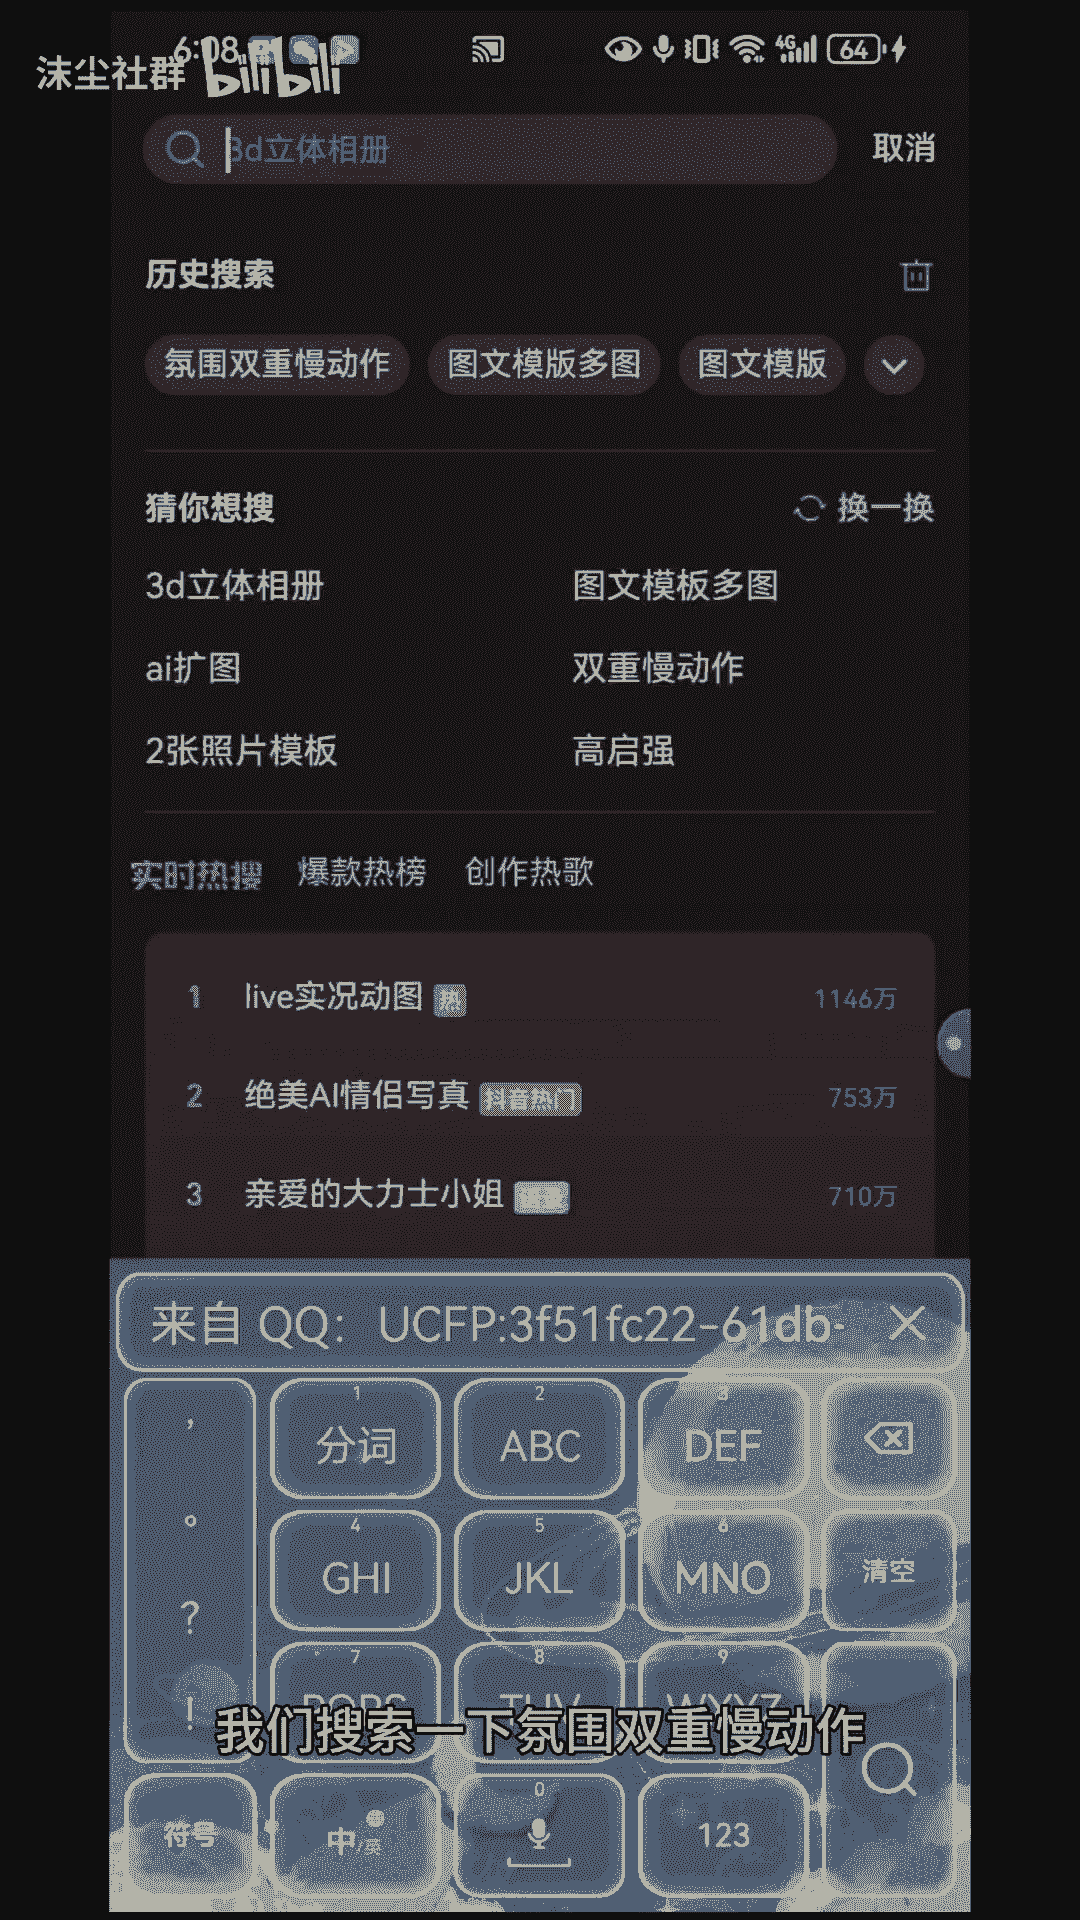 6:08
4G
64
沫尘社群 bilibili
3d立体相册
取消
历史搜索
氛围双重慢动作
图文模版多图
图文模版
猜你想搜
换一换
3d立体相册
图文模板多图
ai扩图
双重慢动作
2张照片模板
高启强
实时热搜
爆款热榜
创作热歌
1 live实况动图 热 1146万
2 绝美AI情侣写真 抖音热门 753万
3 亲爱的大力士小姐 710万
来自 QQ： UCFP:3f51fc22-61db-
，
1 分词
2 ABC
3 DEF
。
4 GHI
5 JKL
6 MNO
清空
？
7 PQRS
8 TUV
9 WXYZ
！
我们搜索一下氛围双重慢动作
符号
中/英
0
123